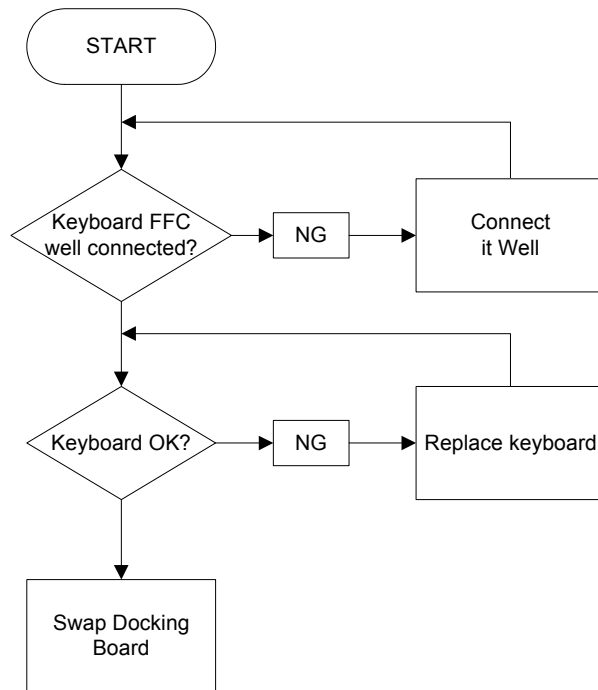 START
Keyboard FFC
well connected?
NG
Connect
it Well
Keyboard OK?
NG
Replace keyboard
Swap Docking
Board